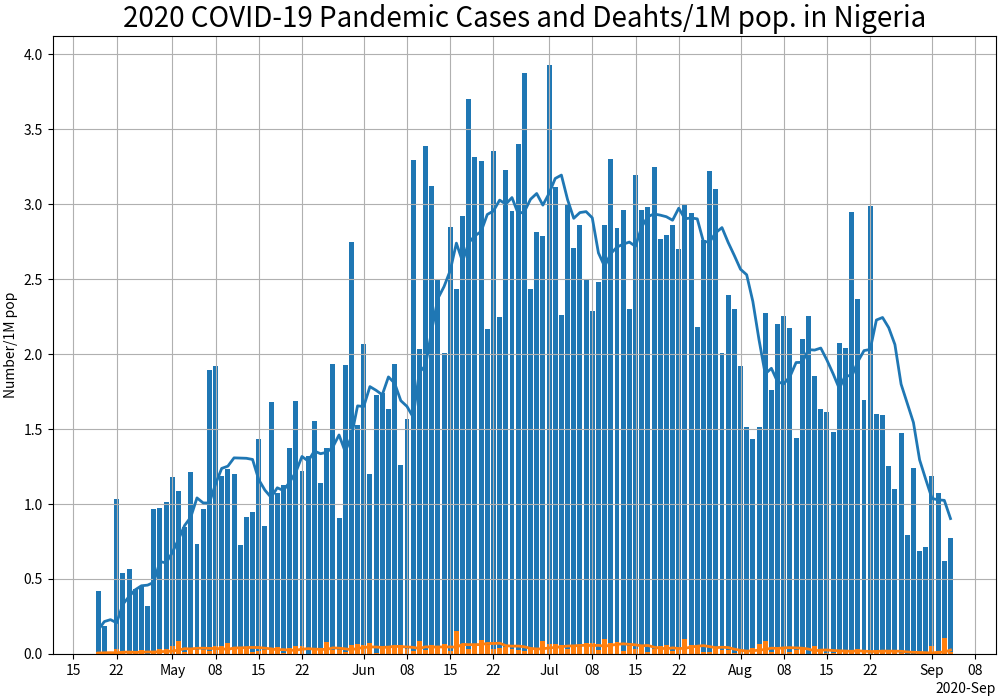 2020 COVID-19 Pandemic Cases and Deahts/1M pop. in Nigeria
Number/1M pop
4.0
3.5
3.0
2.5
2.0
1.5
1.0
0.5
0.0
15 22 May 08 15 22 Jun 08 15 22 Jul 08 15 22 Aug 08 15 22 Sep 08
2020-Sep